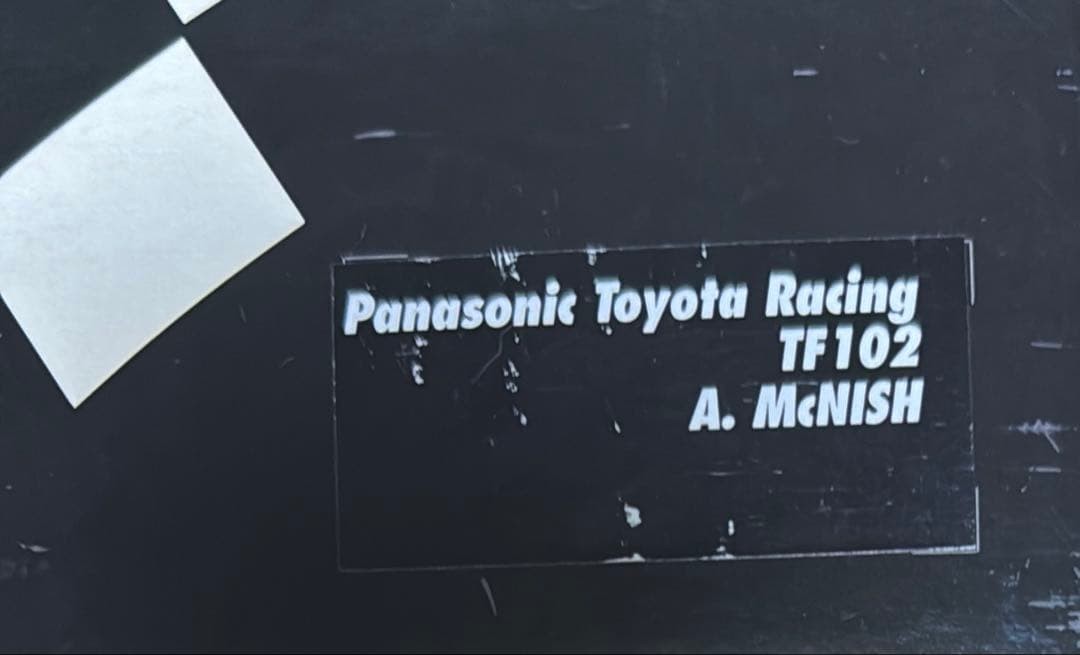 Panasonic Toyota Racing
TF102
A. McNISH